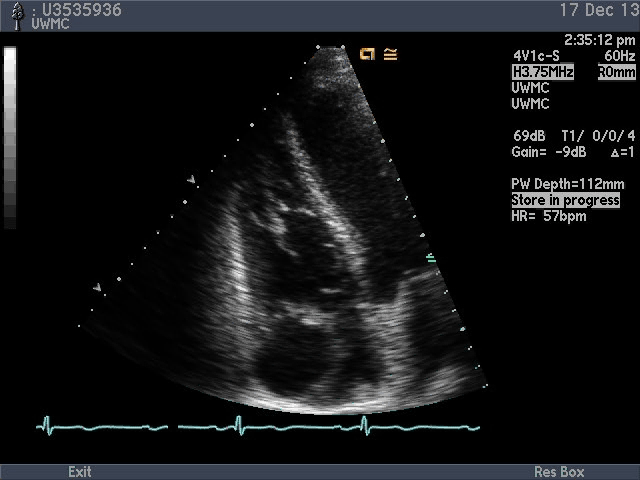 : U3535936
17 Dec 13
UWMC
2:35:12 pm
4V1c-S 60Hz
H3.75MHz R0mm
UWMC
UWMC
69dB T1/ 0/0/4
Gain= -9dB Δ=1
PW Depth=112mm
Store in progress
HR= 57bpm
Exit
Res Box